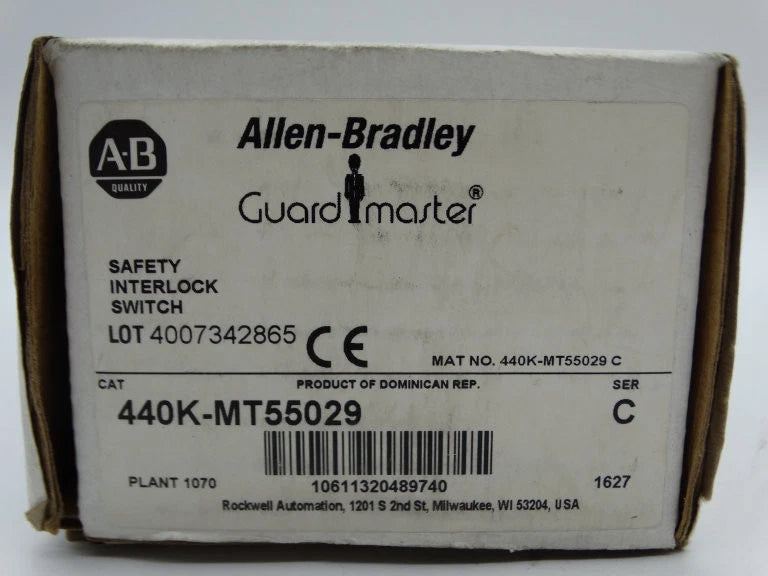 A-B
QUALITY
Allen-Bradley
Guardmaster®
SAFETY
INTERLOCK
SWITCH
LOT 4007342865
CE
MAT NO. 440K-MT55029 C
CAT
PRODUCT OF DOMINICAN REP.
SER
440K-MT55029
C
PLANT 1070
10611320489740
1627
Rockwell Automation, 1201 S 2nd St, Milwaukee, WI 53204, USA